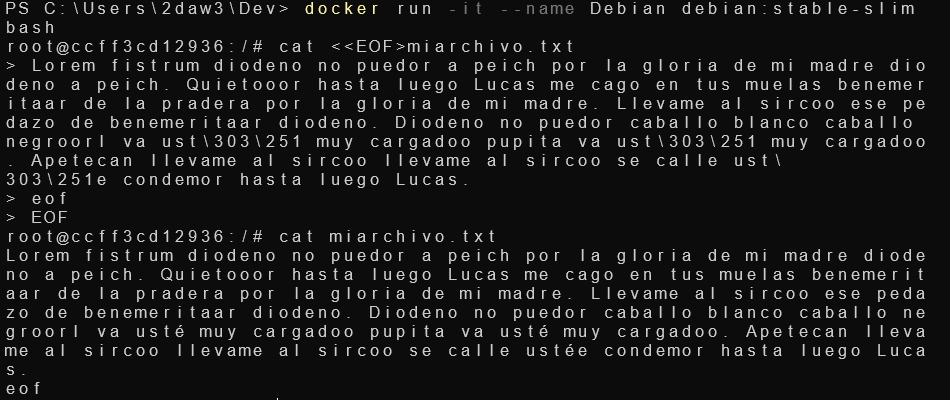 PS C:\Users\2daw3\Dev> docker run -it --name Debian debian:stable-slim
bash
root@ccff3cd12936:/# cat <<EOF>miarchivo.txt
> Lorem fistrum diodeno no puedor a peich por la gloria de mi madre dio
deno a peich. Quietooor hasta luego Lucas me cago en tus muelas benemer
itaar de la pradera por la gloria de mi madre. Llevame al sircoo ese pe
dazo de benemeritaar diodeno. Diodeno no puedor caballo blanco caballo
negroorl va ust\303\251 muy cargadoo pupita va ust\303\251 muy cargadoo
. Apetecan llevame al sircoo llevame al sircoo se calle ust\
303\251e condemor hasta luego Lucas.
> eof
> EOF
root@ccff3cd12936:/# cat miarchivo.txt
Lorem fistrum diodeno no puedor a peich por la gloria de mi madre diode
no a peich. Quietooor hasta luego Lucas me cago en tus muelas benemerit
aar de la pradera por la gloria de mi madre. Llevame al sircoo ese peda
zo de benemeritaar diodeno. Diodeno no puedor caballo blanco caballo ne
groorl va usté muy cargadoo pupita va usté muy cargadoo. Apetecan lleva
me al sircoo llevame al sircoo se calle ustée condemor hasta luego Luca
s.
eof